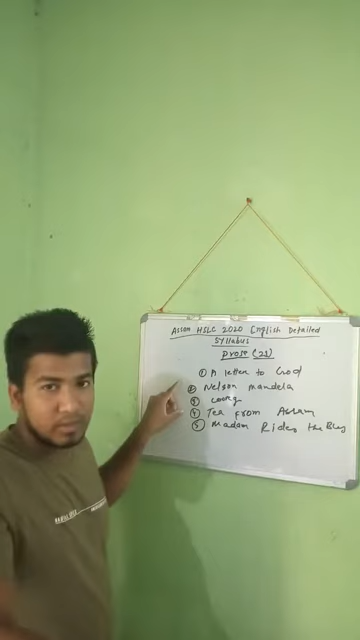 Assam HSLC 2020 English Detailed
Syllabus
Prose (21)
① A letter to God
② Nelson mandela
③ Coorg
④ Tea from Assam
⑤ Madam Rides the Bus